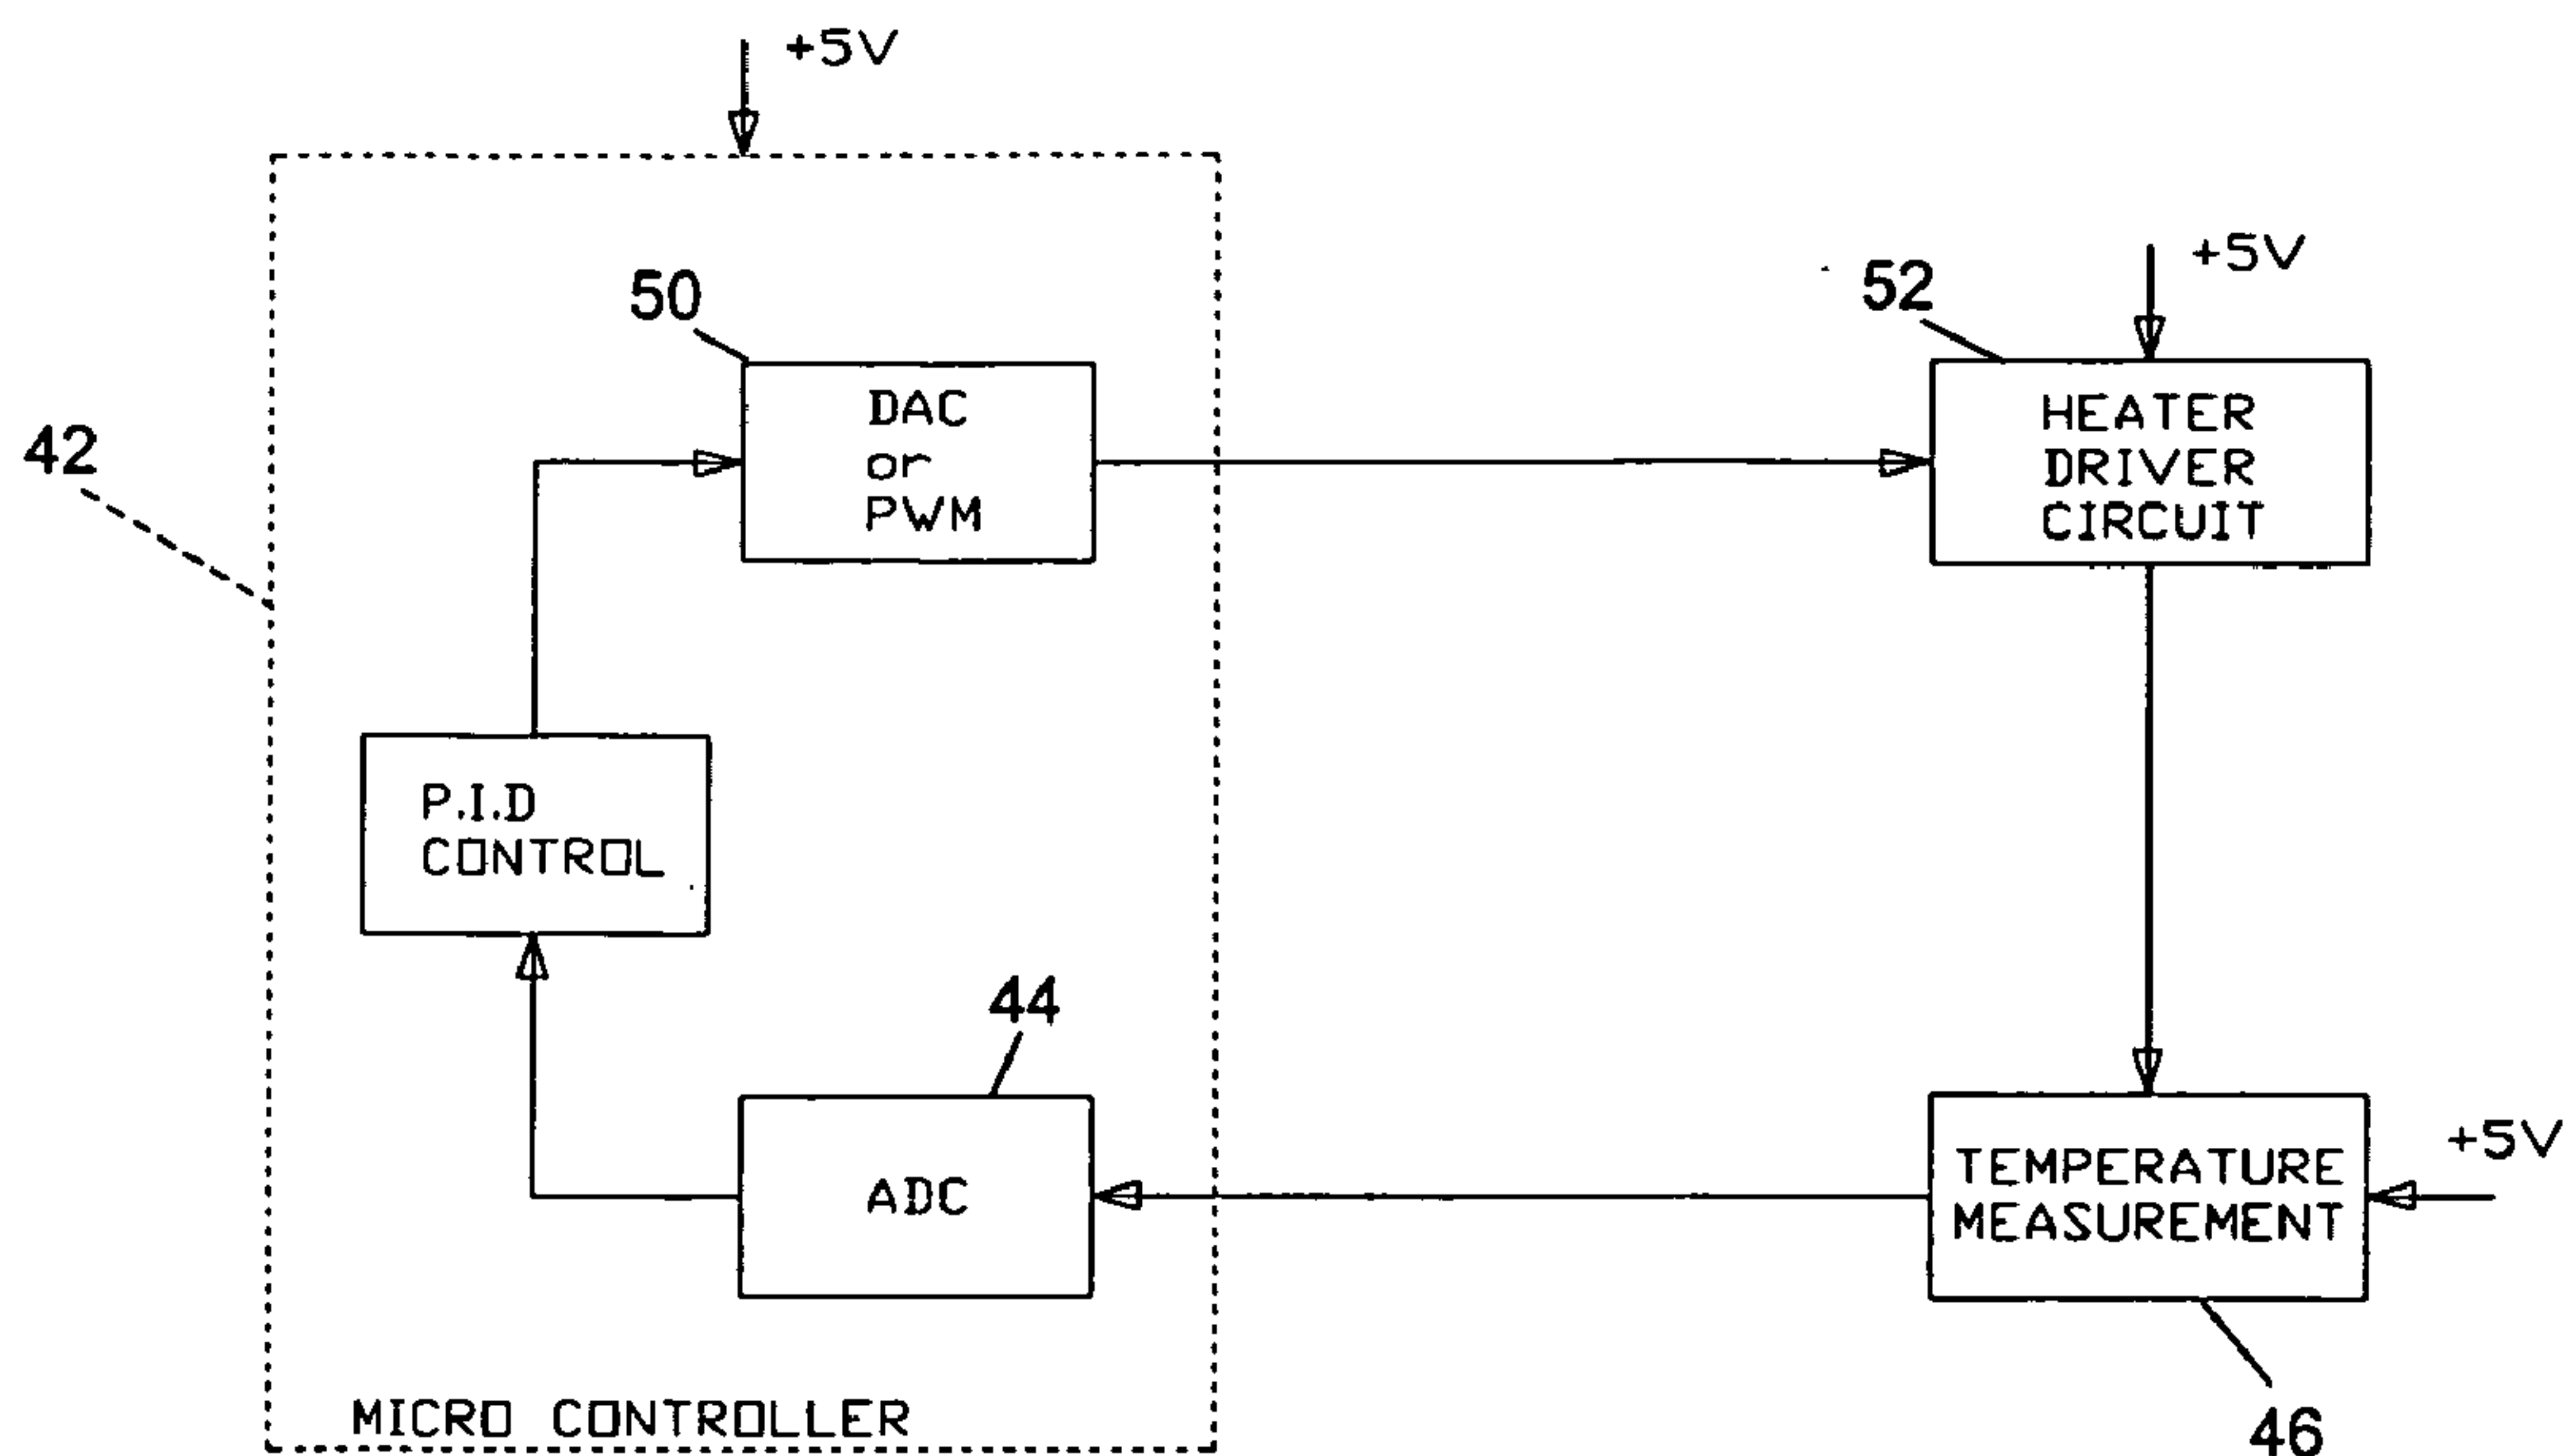 +5V
+5V
50
52
DAC
or
PWM
HEATER
DRIVER
CIRCUIT
42
P.I.D
CONTROL
44
+5V
ADC
TEMPERATURE
MEASUREMENT
MICRO CONTROLLER
46